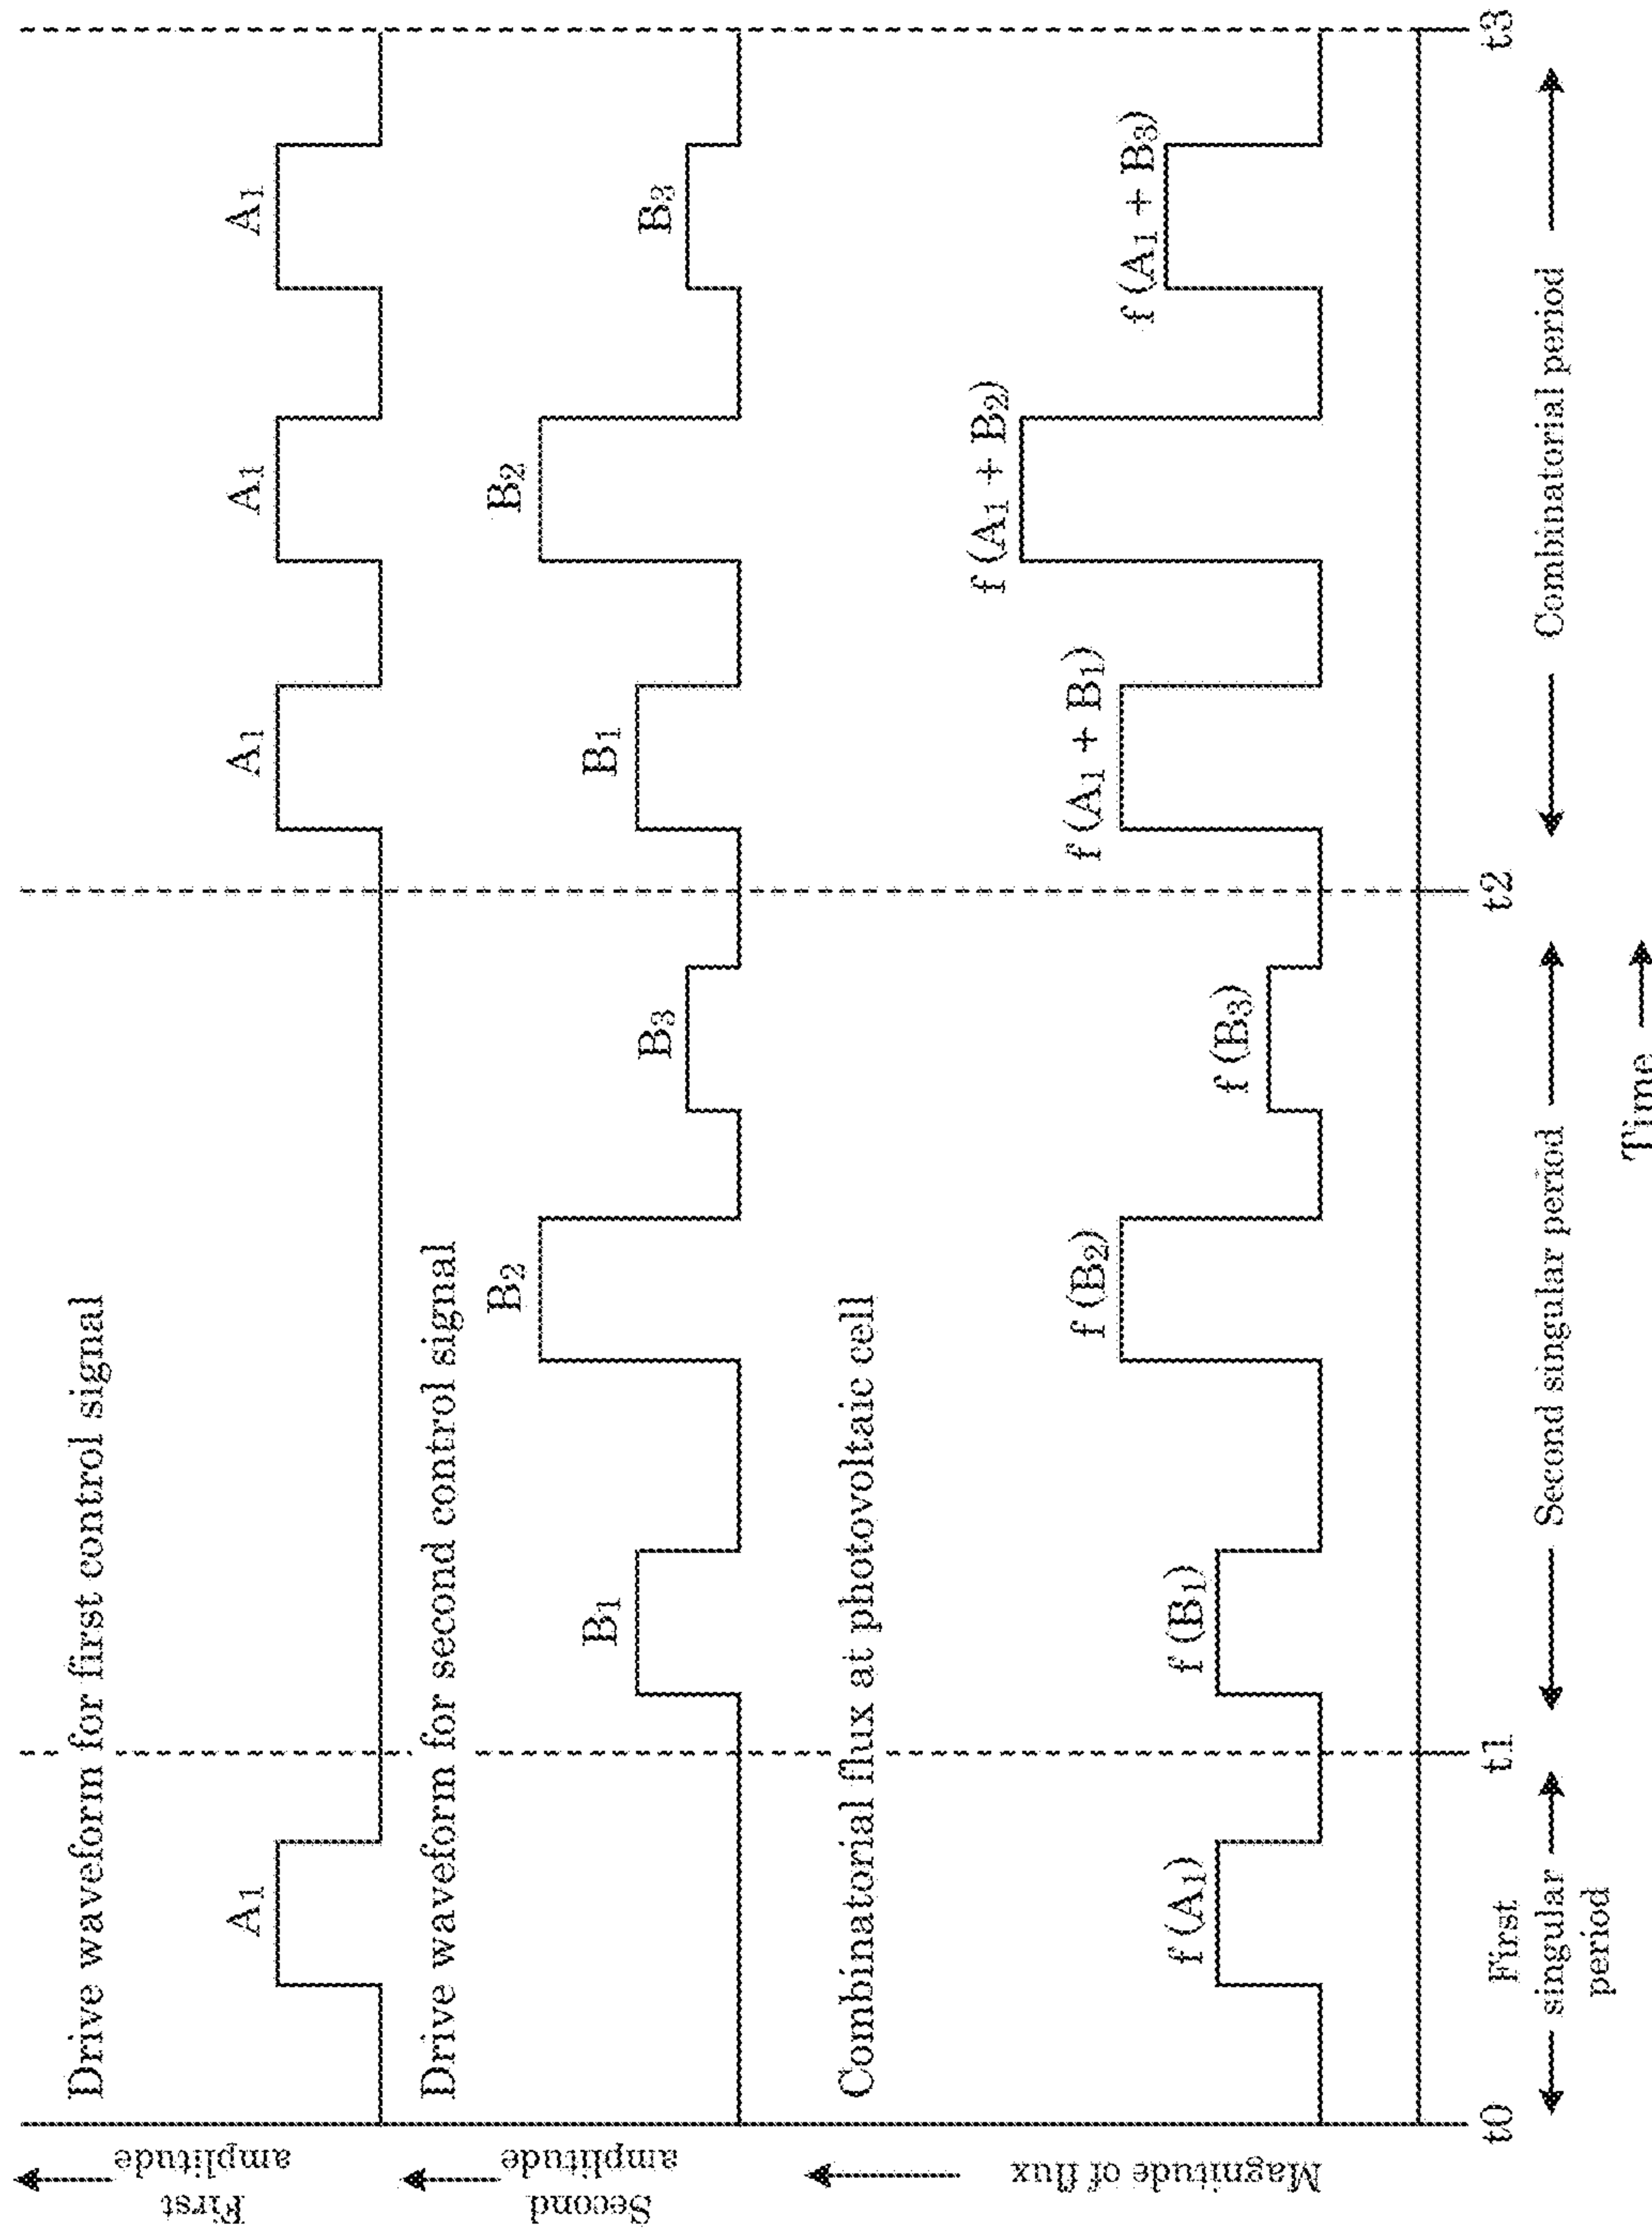 First
amplitude
Drive waveform for first control signal
A1
A1
A1
A1
Second
amplitude
Drive waveform for second control signal
B1
B2
B3
B1
B2
B3
Magnitude of flux
Combinatorial flux at photovoltaic cell
f (A1)
f (B1)
f (B2)
f (B3)
f (A1 + B1)
f (A1 + B2)
f (A1 + B3)
t0
t1
t2
t3
First
singular
period
Second singular period
Combinatorial period
Time